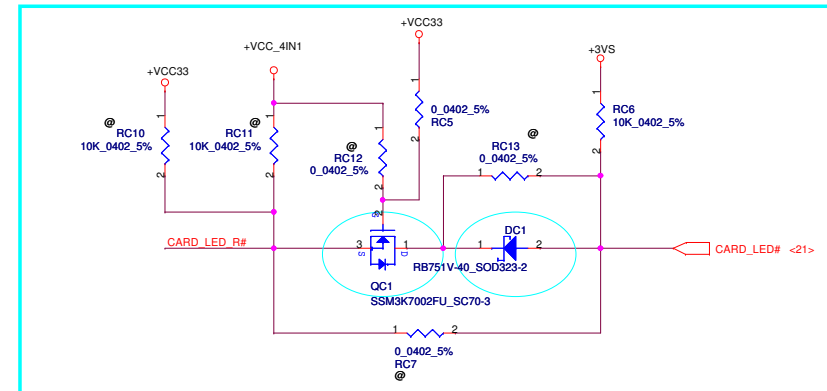 +VCC33
+VCC_4IN1
+VCC33
+3VS
1
@
RC10
10K_0402_5%
2
1
@
RC11
10K_0402_5%
2
1
@
RC12
0_0402_5%
2
1
0_0402_5%
RC5
2
@
RC13
0_0402_5%
1
2
1
RC6
10K_0402_5%
2
CARD_LED_R#
3
S
G
2
1
D
QC1
SSM3K7002FU_SC70-3
DC1
1
2
RB751V-40_SOD323-2
CARD_LED# <21>
1
2
0_0402_5%
RC7
@